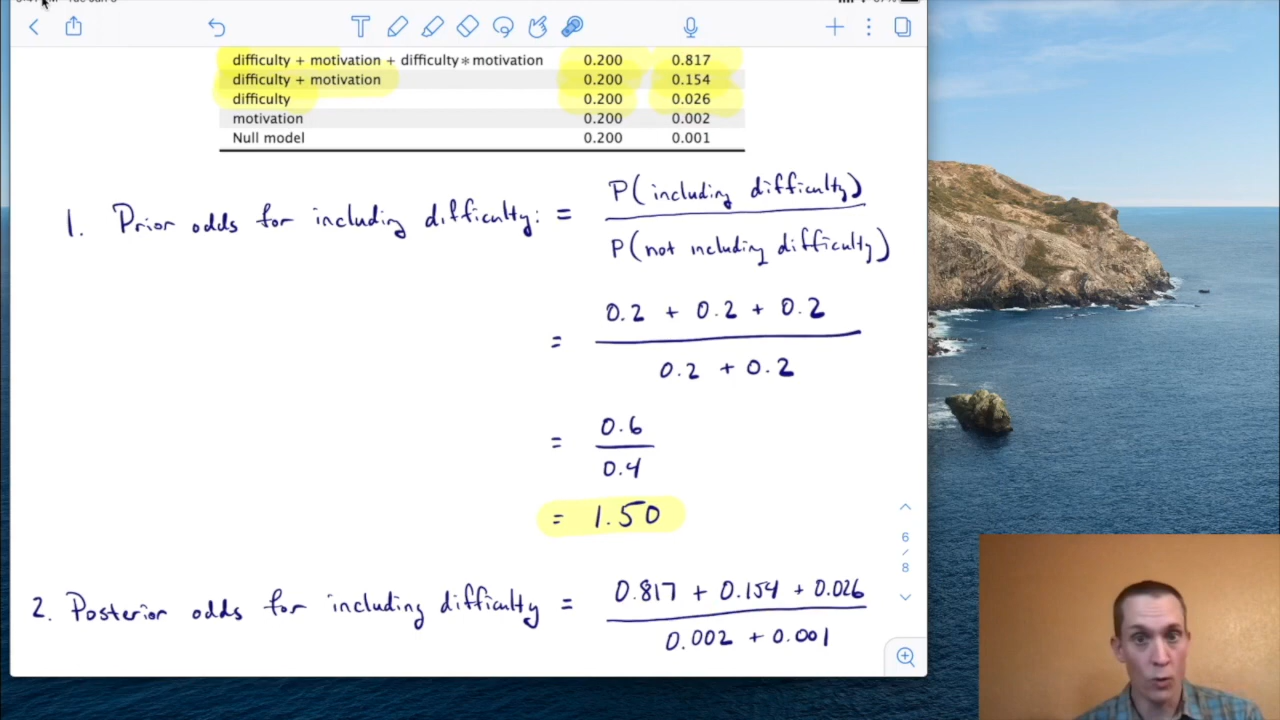 difficulty + motivation + difficulty∗motivation 0.200 0.817
difficulty + motivation 0.200 0.154
difficulty 0.200 0.026
motivation 0.200 0.002
Null model 0.200 0.001
1. Prior odds for including difficulty: = P(including difficulty)
P(not including difficulty)
= 0.2 + 0.2 + 0.2
0.2 + 0.2
= 0.6
0.4
= 1.50
6
/
8
2. Posterior odds for including difficulty = 0.817 + 0.154 + 0.026
0.002 + 0.001